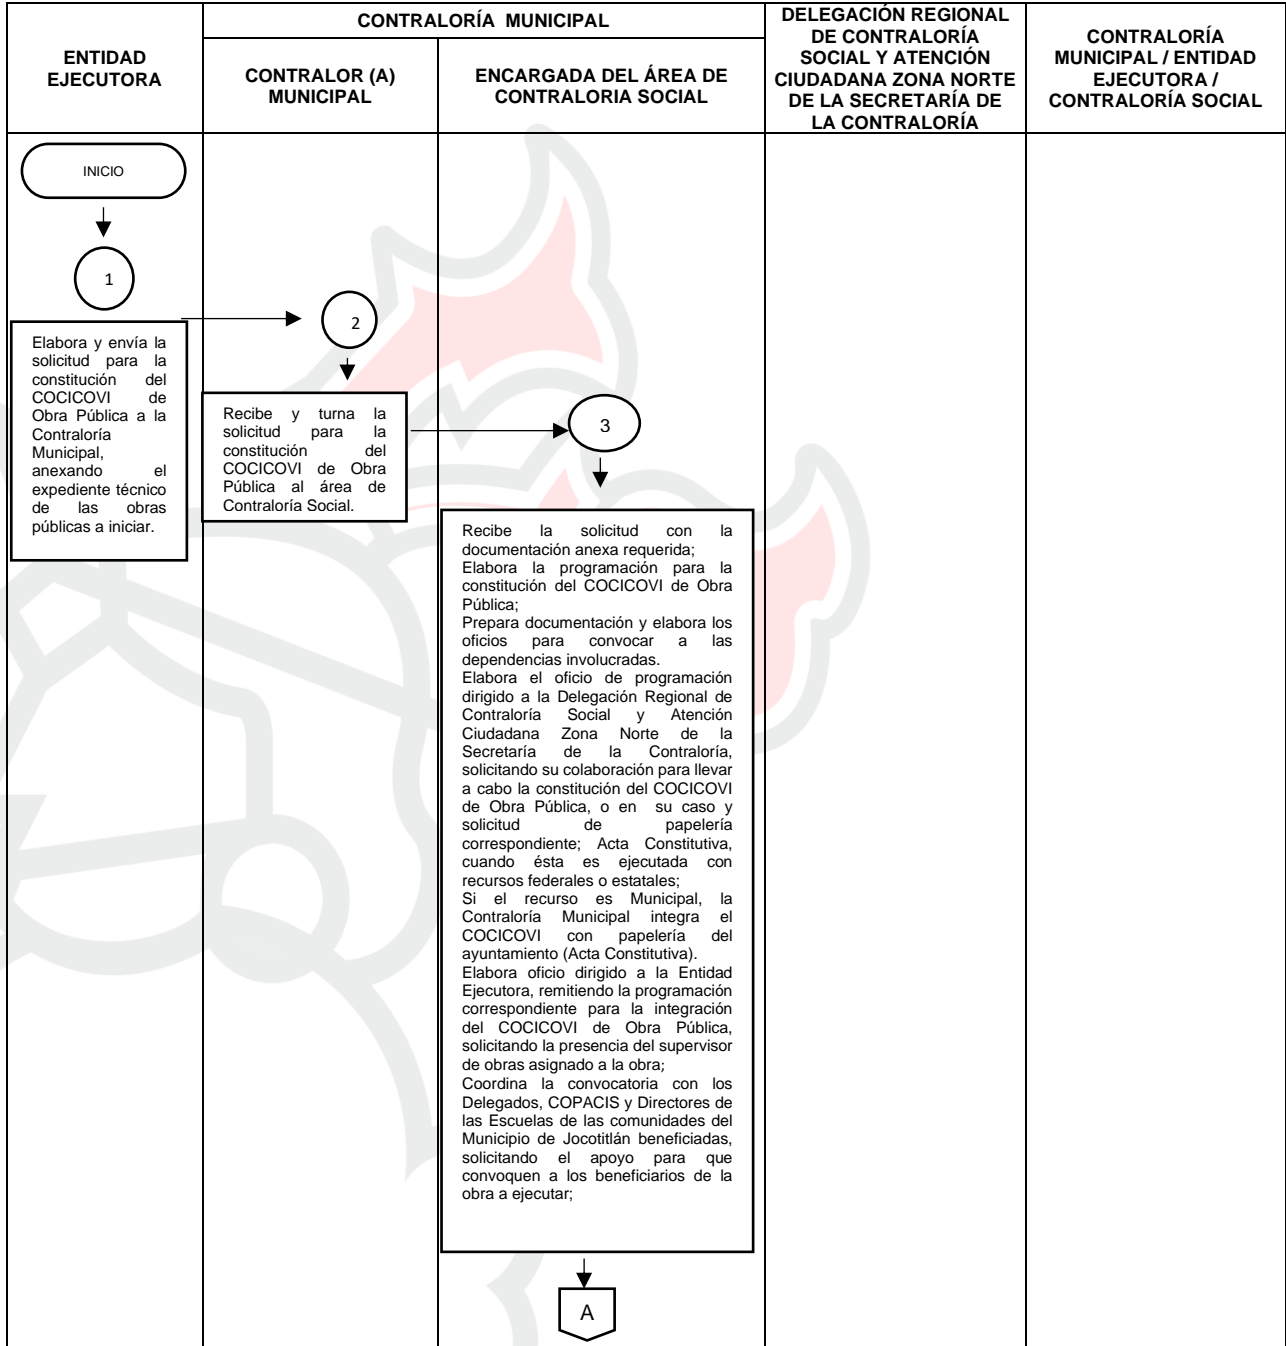 ENTIDAD
EJECUTORA
CONTRALORÍA  MUNICIPAL
CONTRALOR (A)
MUNICIPAL
ENCARGADA DEL ÁREA DE
CONTRALORIA SOCIAL
DELEGACIÓN REGIONAL
DE CONTRALORÍA
SOCIAL Y ATENCIÓN
CIUDADANA ZONA NORTE
DE LA SECRETARÍA DE
LA CONTRALORÍA
CONTRALORÍA
MUNICIPAL / ENTIDAD
EJECUTORA /
CONTRALORÍA SOCIAL
INICIO
1
Elabora y envía la
solicitud para la
constitución del
COCICOVI de
Obra Pública a la
Contraloría
Municipal,
anexando el
expediente técnico
de las obras
públicas a iniciar.
2
Recibe y turna la
solicitud para la
constitución del
COCICOVI de Obra
Pública al área de
Contraloría Social.
3
Recibe la solicitud con la
documentación anexa requerida;
Elabora la programación para la
constitución del COCICOVI de Obra
Pública;
Prepara documentación y elabora los
oficios para convocar a las
dependencias involucradas.
Elabora el oficio de programación
dirigido a la Delegación Regional de
Contraloría Social y Atención
Ciudadana Zona Norte de la
Secretaría de la Contraloría,
solicitando su colaboración para llevar
a cabo la constitución del COCICOVI
de Obra Pública, o en su caso y
solicitud de papelería
correspondiente; Acta Constitutiva,
cuando ésta es ejecutada con
recursos federales o estatales;
Si el recurso es Municipal, la
Contraloría Municipal integra el
COCICOVI con papelería del
ayuntamiento (Acta Constitutiva).
Elabora oficio dirigido a la Entidad
Ejecutora, remitiendo la programación
correspondiente para la integración
del COCICOVI de Obra Pública,
solicitando la presencia del supervisor
de obras asignado a la obra;
Coordina la convocatoria con los
Delegados, COPACIS y Directores de
las Escuelas de las comunidades del
Municipio de Jocotitlán beneficiadas,
solicitando el apoyo para que
convoquen a los beneficiarios de la
obra a ejecutar;
A